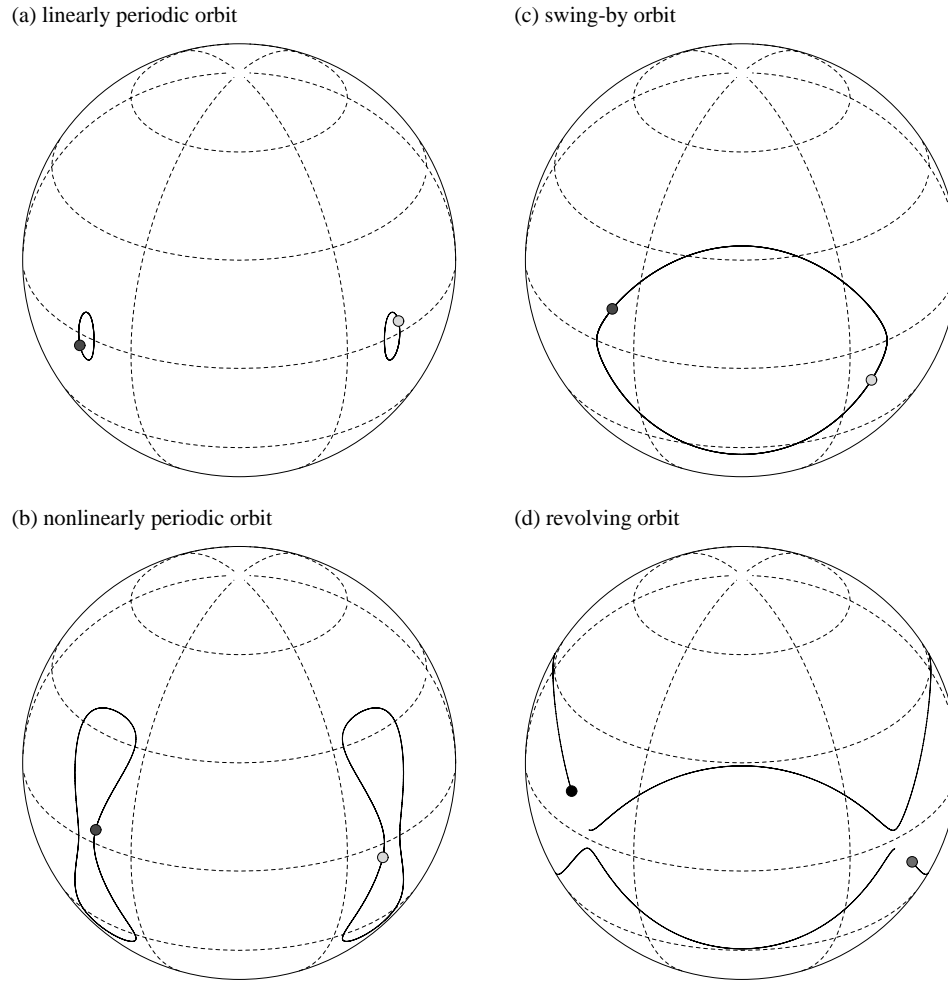 (a) linearly periodic orbit
(c) swing-by orbit
(b) nonlinearly periodic orbit
(d) revolving orbit